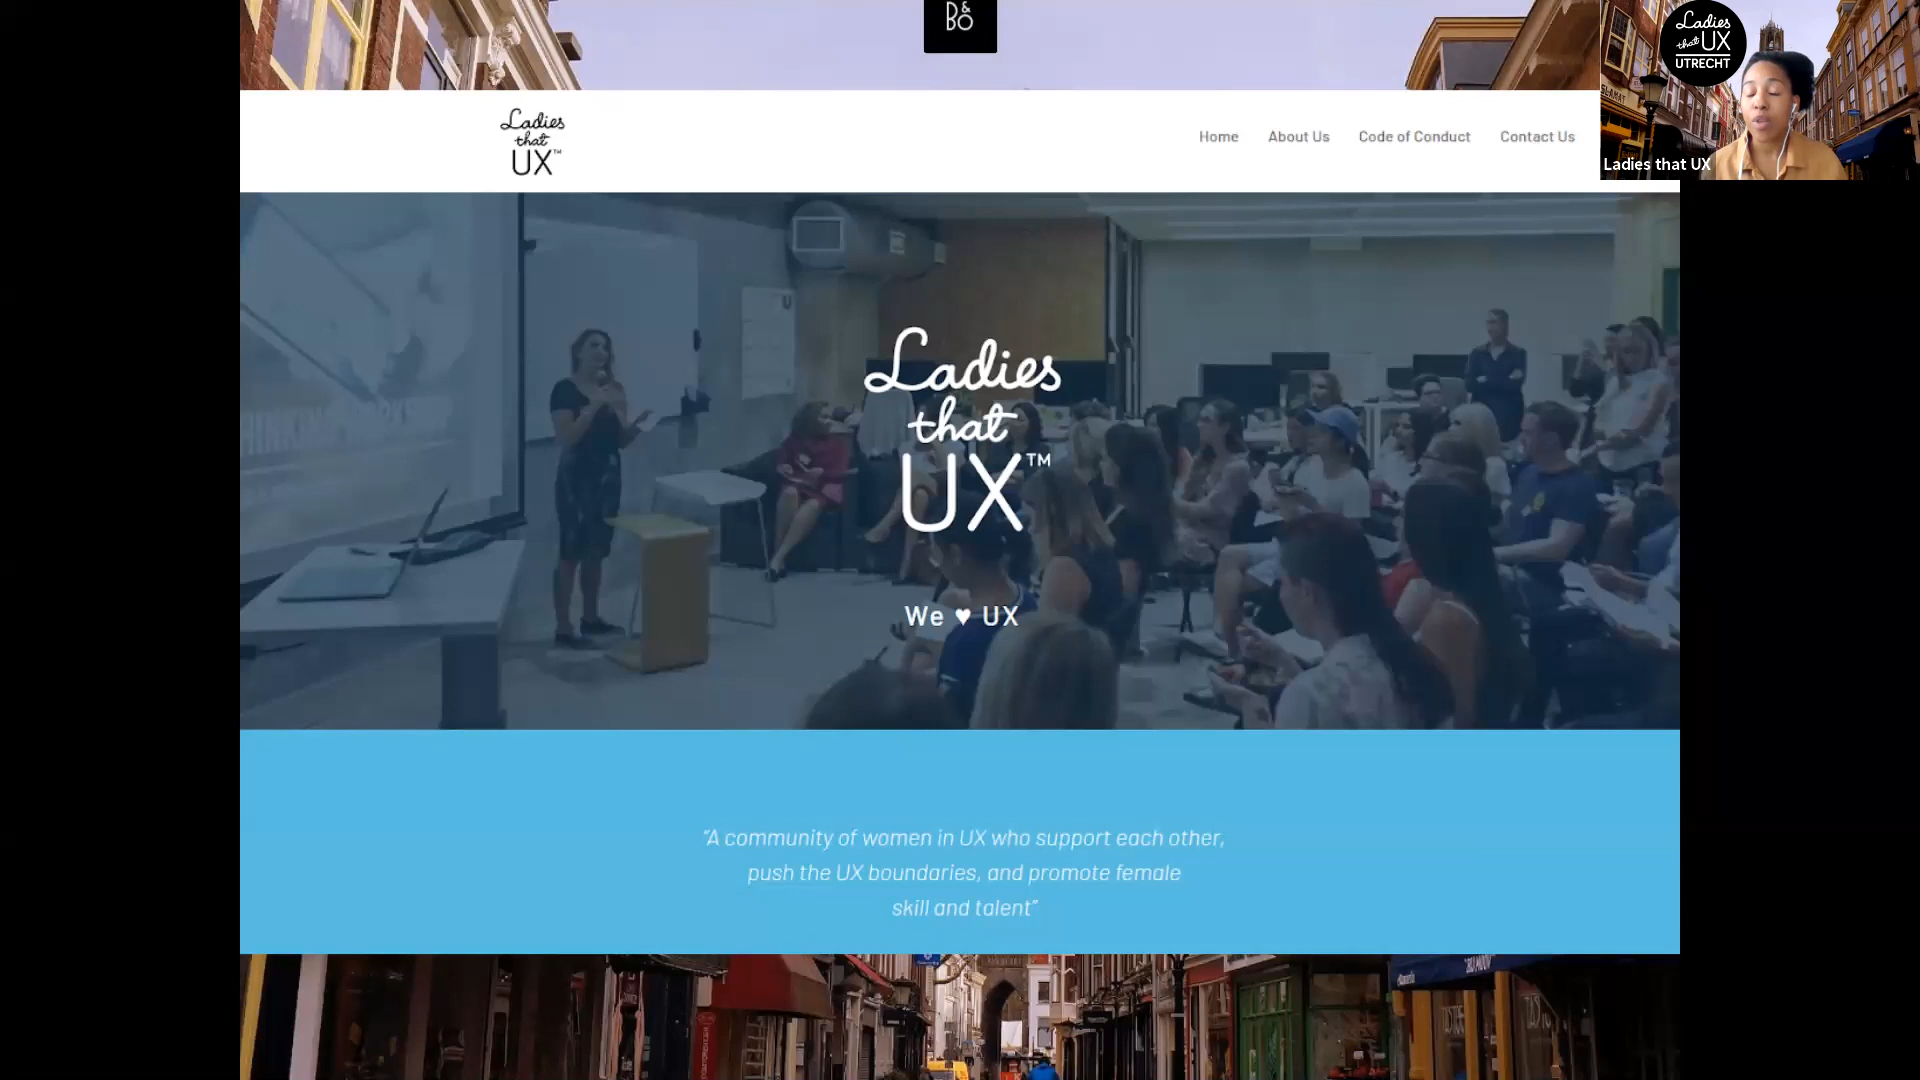 B&
BO
Ladies
that
UX™
Home About Us Code of Conduct Contact Us
Ladies
that UX
UTRECHT
SLAMAT
Ladies that UX
Ladies
that
UX™
We ♥ UX
“A community of women in UX who support each other,
push the UX boundaries, and promote female
skill and talent”